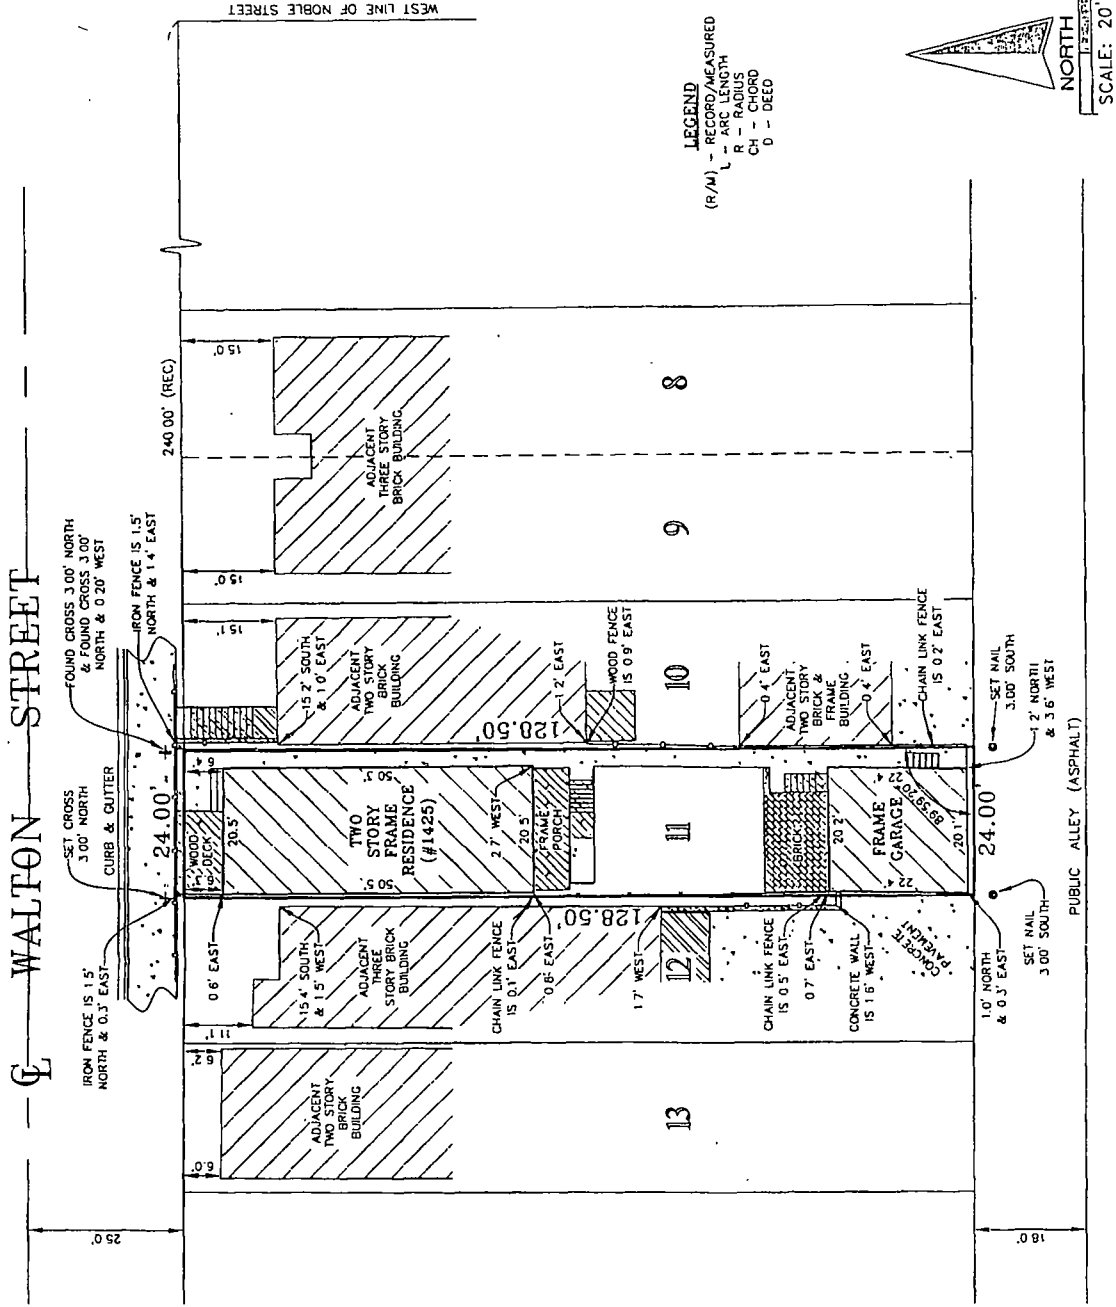 WEST LINE OF NOBLE STREET
℄ WALTON STREET
LEGEND
(R/M) - RECORD/MEASURED
L - ARC LENGTH
R - RADIUS
CH - CHORD
D - DEED
NORTH
SCALE: 20'
FOUND CROSS 3.00' NORTH
& FOUND CROSS 3.00'
NORTH & 0.20' WEST
IRON FENCE IS 1.5'
NORTH & 1.4' EAST
SET CROSS
3.00' NORTH
CURB & GUTTER
IRON FENCE IS 1.5'
NORTH & 0.3' EAST
25.0'
240.00' (REC)
24.00'
15.0'
15.0'
15.1'
11.1'
6.2'
6.0'
6.4'
6.3'
WOOD
DECK
20.5'
0.6' EAST
TWO
STORY
FRAME
RESIDENCE
(#1425)
50.3'
50.5'
2.7' WEST
20.5'
FRAME
PORCH
ADJACENT
THREE STORY
BRICK BUILDING
15.2' SOUTH
& 1.0' EAST
ADJACENT
TWO STORY
BRICK
BUILDING
128.50'
1.2' EAST
WOOD FENCE
IS 0.9' EAST
15.4' SOUTH
& 1.5' WEST
ADJACENT
THREE
STORY BRICK
BUILDING
128.50'
CHAIN LINK FENCE
IS 0.1' EAST
0.6' EAST
1.7' WEST
ADJACENT
TWO STORY
BRICK
BUILDING
8
9
10
11
12
13
0.4' EAST
ADJACENT
TWO STORY
BRICK &
FRAME
BUILDING
0.4' EAST
CHAIN LINK FENCE
IS 0.2' EAST
BRICK
20.2'
FRAME
GARAGE
22.4'
22.4'
89°59'20"
20.1'
CHAIN LINK FENCE
IS 0.5' EAST
0.7' EAST
CONCRETE WALL
IS 1.6' WEST
CONCRETE
PAVEMENT
24.00'
SET NAIL
3.00' SOUTH
1.2' NORTH
& 3.6' WEST
1.0' NORTH
& 0.3' EAST
SET NAIL
3.00' SOUTH
PUBLIC ALLEY (ASPHALT)
18.0'